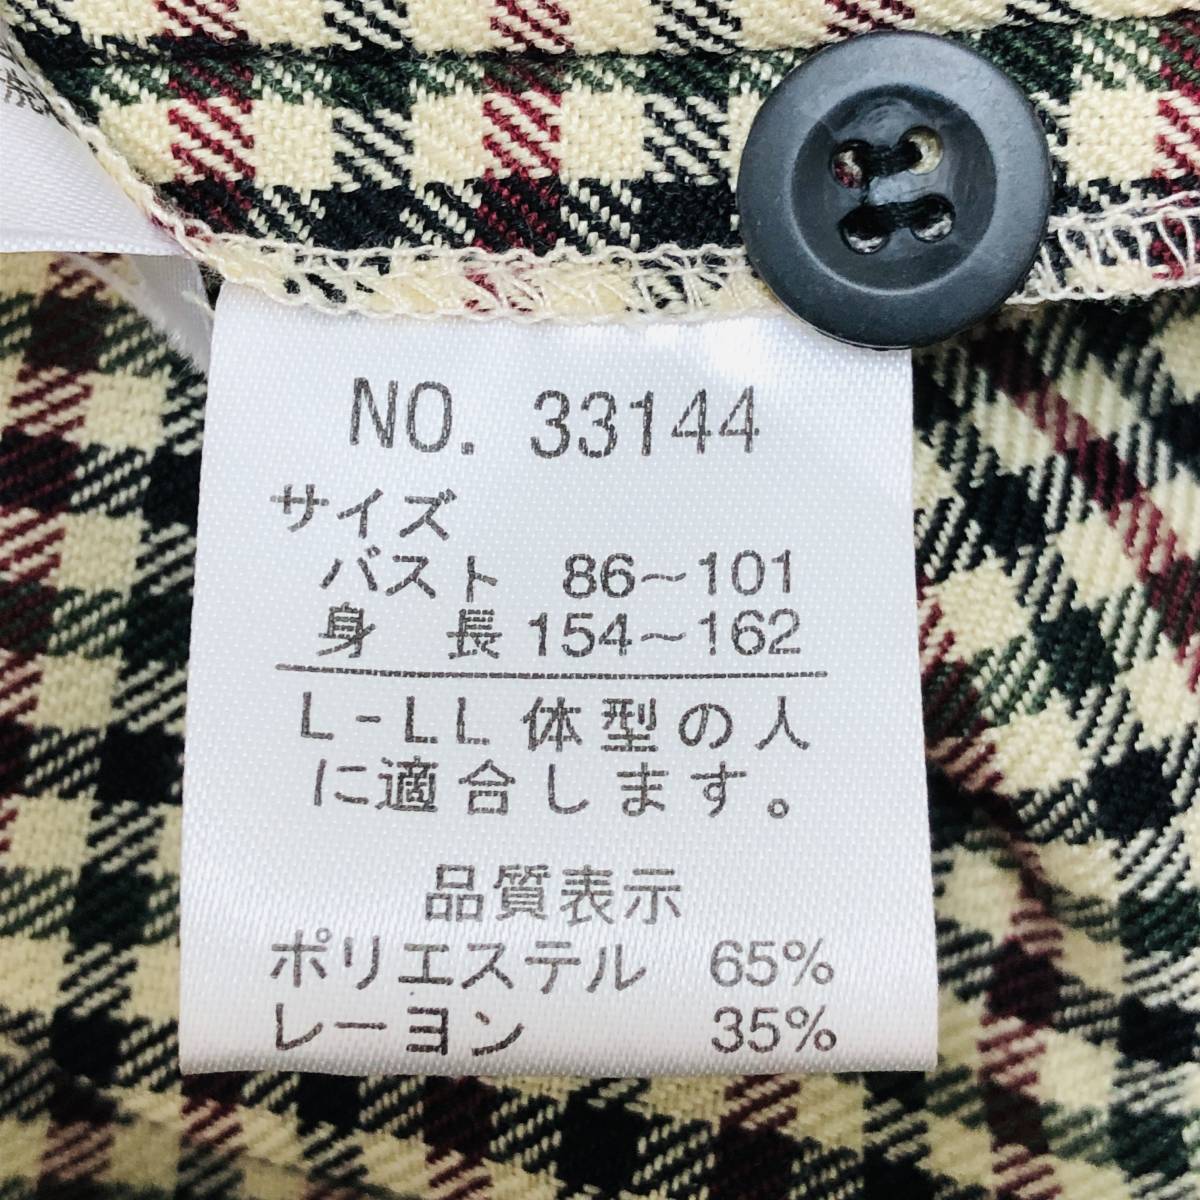 NO. 33144
サイズ
バスト 86〜101
身 長 154〜162
L-LL 体型の人
に適合します。
品質表示
ポリエステル 65%
レーヨン 35%